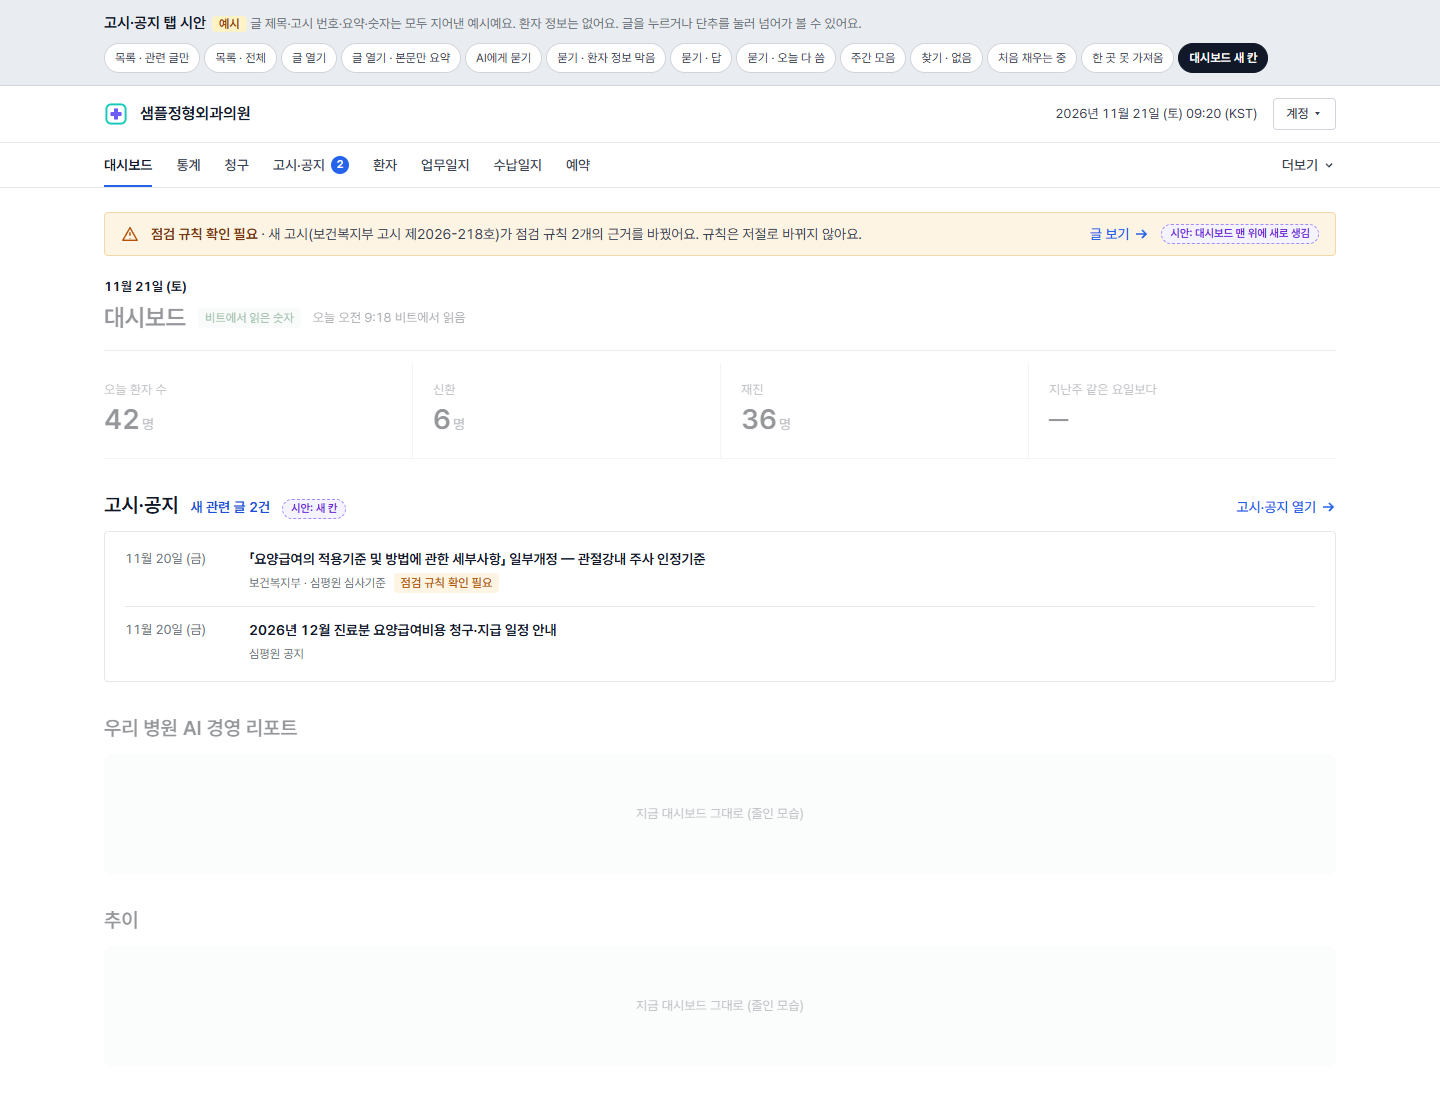 고시·공지 탭 시안 예시 글 제목·고시 번호·요약·숫자는 모두 지어낸 예시예요. 환자 정보는 없어요. 글을 누르거나 단추를 눌러 넘어가 볼 수 있어요.
목록 · 관련 글만 목록 · 전체 글 열기 글 열기 · 본문만 요약 AI에게 묻기 묻기 · 환자 정보 막음 묻기 · 답 묻기 · 오늘 다 씀 주간 모음 찾기 · 없음 처음 채우는 중 한 곳 못 가져옴 대시보드 새 칸
샘플정형외과의원 2026년 11월 21일 (토) 09:20 (KST) 계정
대시보드 통계 청구 고시·공지 2 환자 업무일지 수납일지 예약 더보기
점검 규칙 확인 필요 · 새 고시(보건복지부 고시 제2026-218호)가 점검 규칙 2개의 근거를 바꿨어요. 규칙은 저절로 바뀌지 않아요. 글 보기 → 시안: 대시보드 맨 위에 새로 생김
11월 21일 (토)
대시보드 비트에서 읽은 숫자 오늘 오전 9:18 비트에서 읽음
오늘 환자 수 신환 재진 지난주 같은 요일보다
42 명 6 명 36 명 —
고시·공지 새 관련 글 2건 시안: 새 칸 고시·공지 열기 →
11월 20일 (금) 「요양급여의 적용기준 및 방법에 관한 세부사항」 일부개정 — 관절강내 주사 인정기준
보건복지부 · 심평원 심사기준 점검 규칙 확인 필요
11월 20일 (금) 2026년 12월 진료분 요양급여비용 청구·지급 일정 안내
심평원 공지
우리 병원 AI 경영 리포트
지금 대시보드 그대로 (줄인 모습)
추이
지금 대시보드 그대로 (줄인 모습)